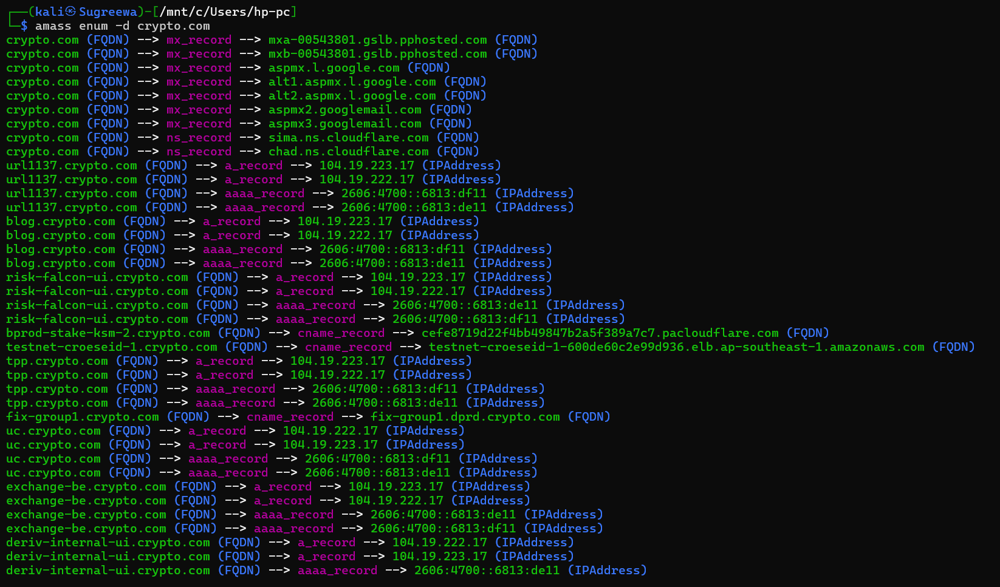 ┌──(kali㉿Sugreewa)-[/mnt/c/Users/hp-pc]
└─$ amass enum -d crypto.com
crypto.com (FQDN) --> mx_record --> mxa-00543801.gslb.pphosted.com (FQDN)
crypto.com (FQDN) --> mx_record --> mxb-00543801.gslb.pphosted.com (FQDN)
crypto.com (FQDN) --> mx_record --> aspmx.l.google.com (FQDN)
crypto.com (FQDN) --> mx_record --> alt1.aspmx.l.google.com (FQDN)
crypto.com (FQDN) --> mx_record --> alt2.aspmx.l.google.com (FQDN)
crypto.com (FQDN) --> mx_record --> aspmx2.googlemail.com (FQDN)
crypto.com (FQDN) --> mx_record --> aspmx3.googlemail.com (FQDN)
crypto.com (FQDN) --> ns_record --> sima.ns.cloudflare.com (FQDN)
crypto.com (FQDN) --> ns_record --> chad.ns.cloudflare.com (FQDN)
url1137.crypto.com (FQDN) --> a_record --> 104.19.223.17 (IPAddress)
url1137.crypto.com (FQDN) --> a_record --> 104.19.222.17 (IPAddress)
url1137.crypto.com (FQDN) --> aaaa_record --> 2606:4700::6813:df11 (IPAddress)
url1137.crypto.com (FQDN) --> aaaa_record --> 2606:4700::6813:de11 (IPAddress)
blog.crypto.com (FQDN) --> a_record --> 104.19.223.17 (IPAddress)
blog.crypto.com (FQDN) --> a_record --> 104.19.222.17 (IPAddress)
blog.crypto.com (FQDN) --> aaaa_record --> 2606:4700::6813:df11 (IPAddress)
blog.crypto.com (FQDN) --> aaaa_record --> 2606:4700::6813:de11 (IPAddress)
risk-falcon-ui.crypto.com (FQDN) --> a_record --> 104.19.223.17 (IPAddress)
risk-falcon-ui.crypto.com (FQDN) --> a_record --> 104.19.222.17 (IPAddress)
risk-falcon-ui.crypto.com (FQDN) --> aaaa_record --> 2606:4700::6813:de11 (IPAddress)
risk-falcon-ui.crypto.com (FQDN) --> aaaa_record --> 2606:4700::6813:df11 (IPAddress)
bprod-stake-ksm-2.crypto.com (FQDN) --> cname_record --> cefe8719d22f4bb49847b2a5f389a7c7.pacloudflare.com (FQDN)
testnet-croeseid-1.crypto.com (FQDN) --> cname_record --> testnet-croeseid-1-600de60c2e99d936.elb.ap-southeast-1.amazonaws.com (FQDN)
tpp.crypto.com (FQDN) --> a_record --> 104.19.223.17 (IPAddress)
tpp.crypto.com (FQDN) --> a_record --> 104.19.222.17 (IPAddress)
tpp.crypto.com (FQDN) --> aaaa_record --> 2606:4700::6813:df11 (IPAddress)
tpp.crypto.com (FQDN) --> aaaa_record --> 2606:4700::6813:de11 (IPAddress)
fix-group1.crypto.com (FQDN) --> cname_record --> fix-group1.dprd.crypto.com (FQDN)
uc.crypto.com (FQDN) --> a_record --> 104.19.222.17 (IPAddress)
uc.crypto.com (FQDN) --> a_record --> 104.19.223.17 (IPAddress)
uc.crypto.com (FQDN) --> aaaa_record --> 2606:4700::6813:df11 (IPAddress)
uc.crypto.com (FQDN) --> aaaa_record --> 2606:4700::6813:de11 (IPAddress)
exchange-be.crypto.com (FQDN) --> a_record --> 104.19.223.17 (IPAddress)
exchange-be.crypto.com (FQDN) --> a_record --> 104.19.222.17 (IPAddress)
exchange-be.crypto.com (FQDN) --> aaaa_record --> 2606:4700::6813:de11 (IPAddress)
exchange-be.crypto.com (FQDN) --> aaaa_record --> 2606:4700::6813:df11 (IPAddress)
deriv-internal-ui.crypto.com (FQDN) --> a_record --> 104.19.222.17 (IPAddress)
deriv-internal-ui.crypto.com (FQDN) --> a_record --> 104.19.223.17 (IPAddress)
deriv-internal-ui.crypto.com (FQDN) --> aaaa_record --> 2606:4700::6813:de11 (IPAddress)